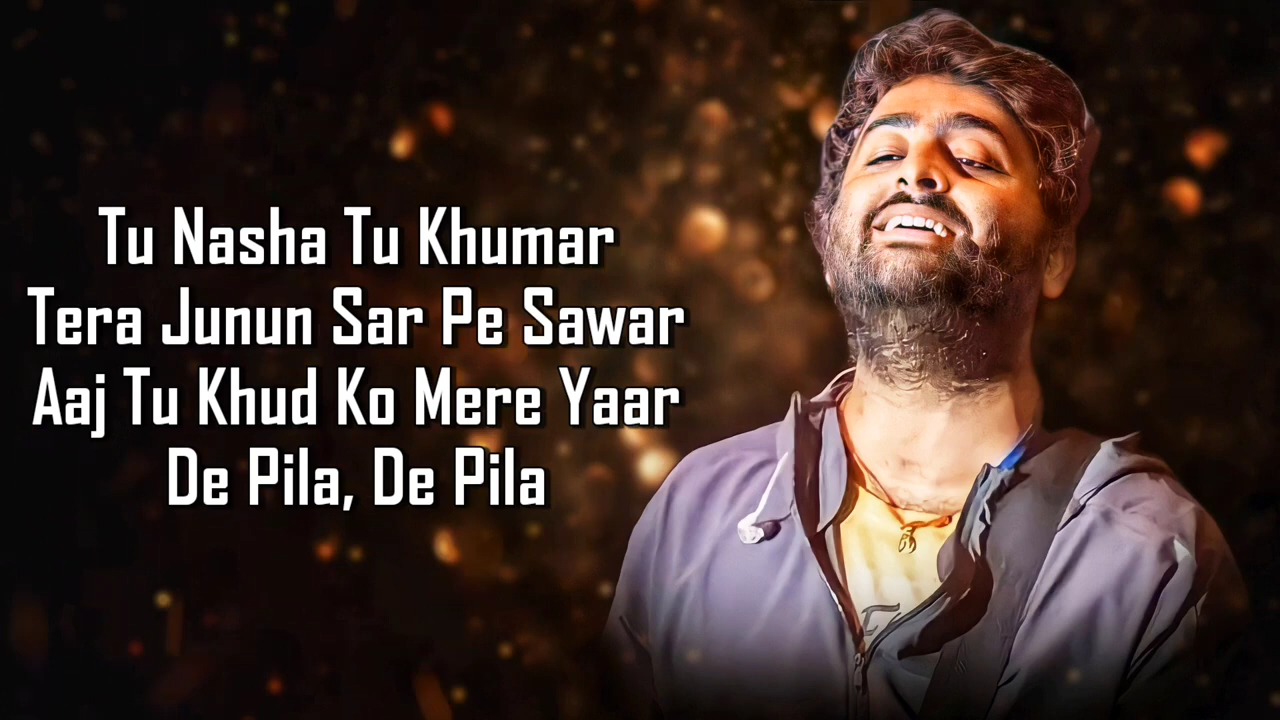 Tu Nasha Tu Khumar
Tera Junun Sar Pe Sawar
Aaj Tu Khud Ko Mere Yaar
De Pila, De Pila